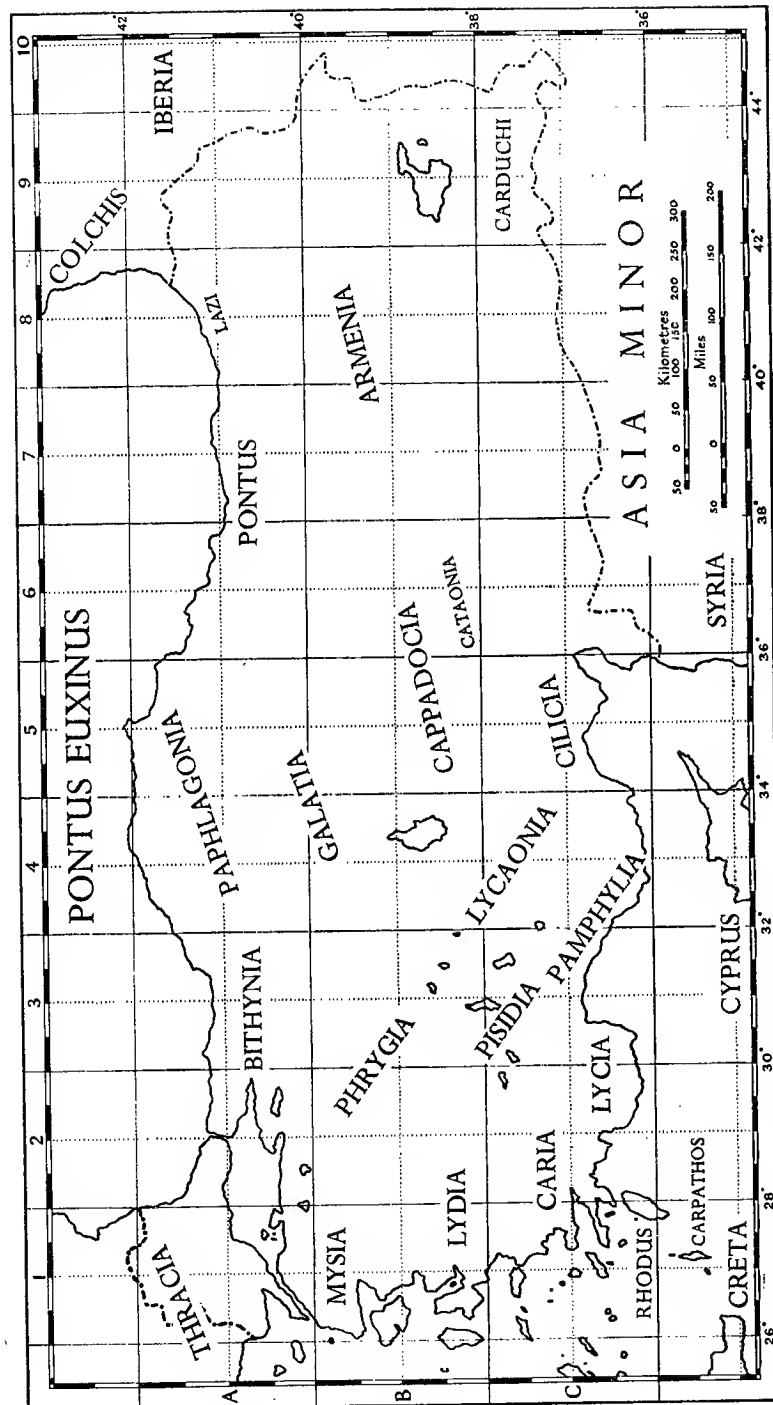 1 2 3 4 5 6 7 8 9 10
PONTUS EUXINUS
COLCHIS
IBERIA
THRACIA
42
A
PAPHLAGONIA
LAZI
BITHYNIA
PONTUS
GALATIA
40
MYSIA
PHRYGIA
ARMENIA
B
CAPPADOCIA
CATAONIA
LYDIA
LYCAONIA
38
CARDUCHI
PISIDIA
CARIA
PAMPHYLIA
CILICIA
C
LYCIA
RHODUS
36
ASIA MINOR
Kilometres
50 0 50 100 150 200 250 300
Miles
50 0 50 100 150 200
CARPATHOS
CRETA
CYPRUS
SYRIA
26° 28° 30° 32° 34° 36° 38° 40° 42° 44°